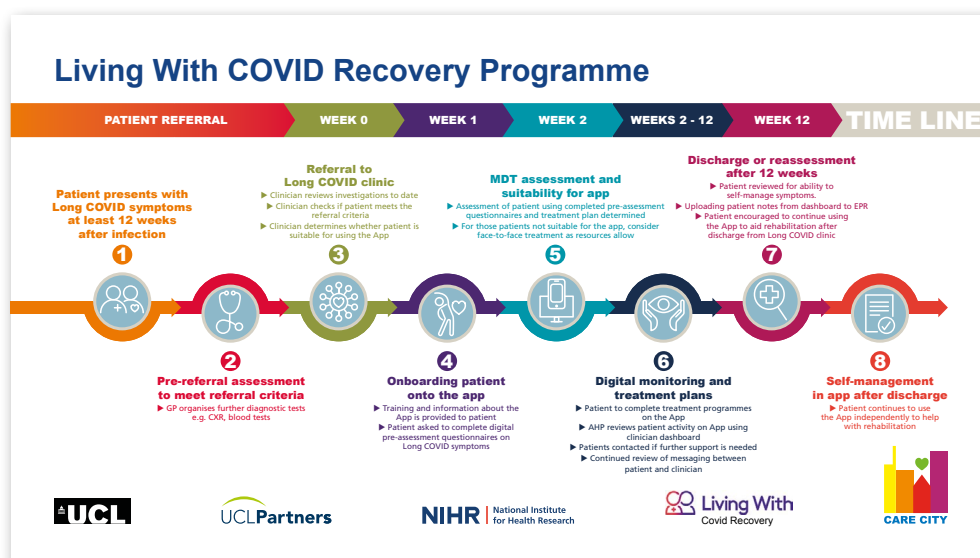 Living With COVID Recovery Programme
PATIENT REFERRAL
WEEK 0
WEEK 1
WEEK 2
WEEKS 2 - 12
WEEK 12
TIME LINE
Patient presents with
Long COVID symptoms
at least 12 weeks
after infection
1
2
Pre-referral assessment
to meet referral criteria
▶ GP organises further diagnostic tests
e.g. CXR, blood tests
Referral to
Long COVID clinic
▶ Clinician reviews investigations to date
▶ Clinician checks if patient meets the
referral criteria
▶ Clinician determines whether patient is
suitable for using the App
3
4
Onboarding patient
onto the app
▶ Training and information about the
App is provided to patient
▶ Patient asked to complete digital
pre-assessment questionnaires on
Long COVID symptoms
MDT assessment and
suitability for app
▶ Assessment of patient using completed pre-assessment
questionnaires and treatment plan determined
▶ For those patients not suitable for the app, consider
face-to-face treatment as resources allow
5
6
Digital monitoring and
treatment plans
▶ Patient to complete treatment programmes
on the App
▶ AHP reviews patient activity on App using
clinician dashboard
▶ Patients contacted if further support is needed
▶ Continued review of messaging between
patient and clinician
Discharge or reassessment
after 12 weeks
▶ Patient reviewed for ability to
self-manage symptoms.
▶ Uploading patient notes from dashboard to EPR
▶ Patient encouraged to continue using
the App to aid rehabilitation after
discharge from Long COVID clinic
7
8
Self-management
in app after discharge
▶ Patient continues to use
the App independently to help
with rehabilitation
UCL
UCLPartners
NIHR | National Institute
for Health Research
Living With
Covid Recovery
CARE CITY